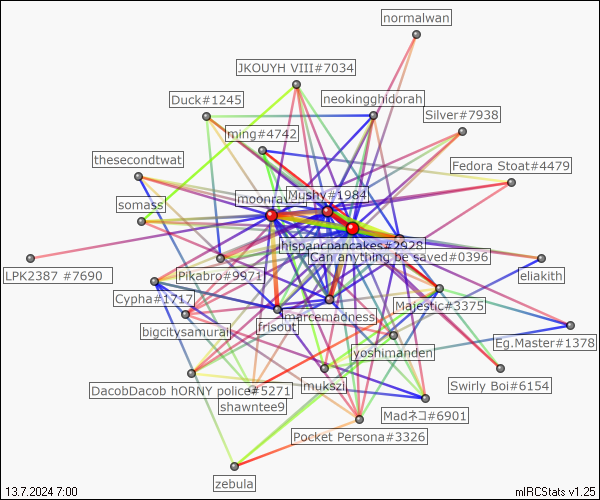 normalwan
JKOUYH VIII#7034
Duck#1245
neokingghidorah
Silver#7938
ming#4742
thesecondtwat
Fedora Stoat#4479
moonrav
Mushy#1984
somass
hispanicpancakes#2928
Can anything be saved#0396
LPK2387 #7690
Pikabro#9971
eliakith
Cypha#1717
Majestic#3375
marcemadness
bigcitysamurai
frisout
Eg.Master#1378
yoshimanden
DacobDacob hORNY police#5271
mukszi
Swirly Boi#6154
shawntee9
Madネコ#6901
Pocket Persona#3326
zebula
13.7.2024 7:00
mIRCStats v1.25